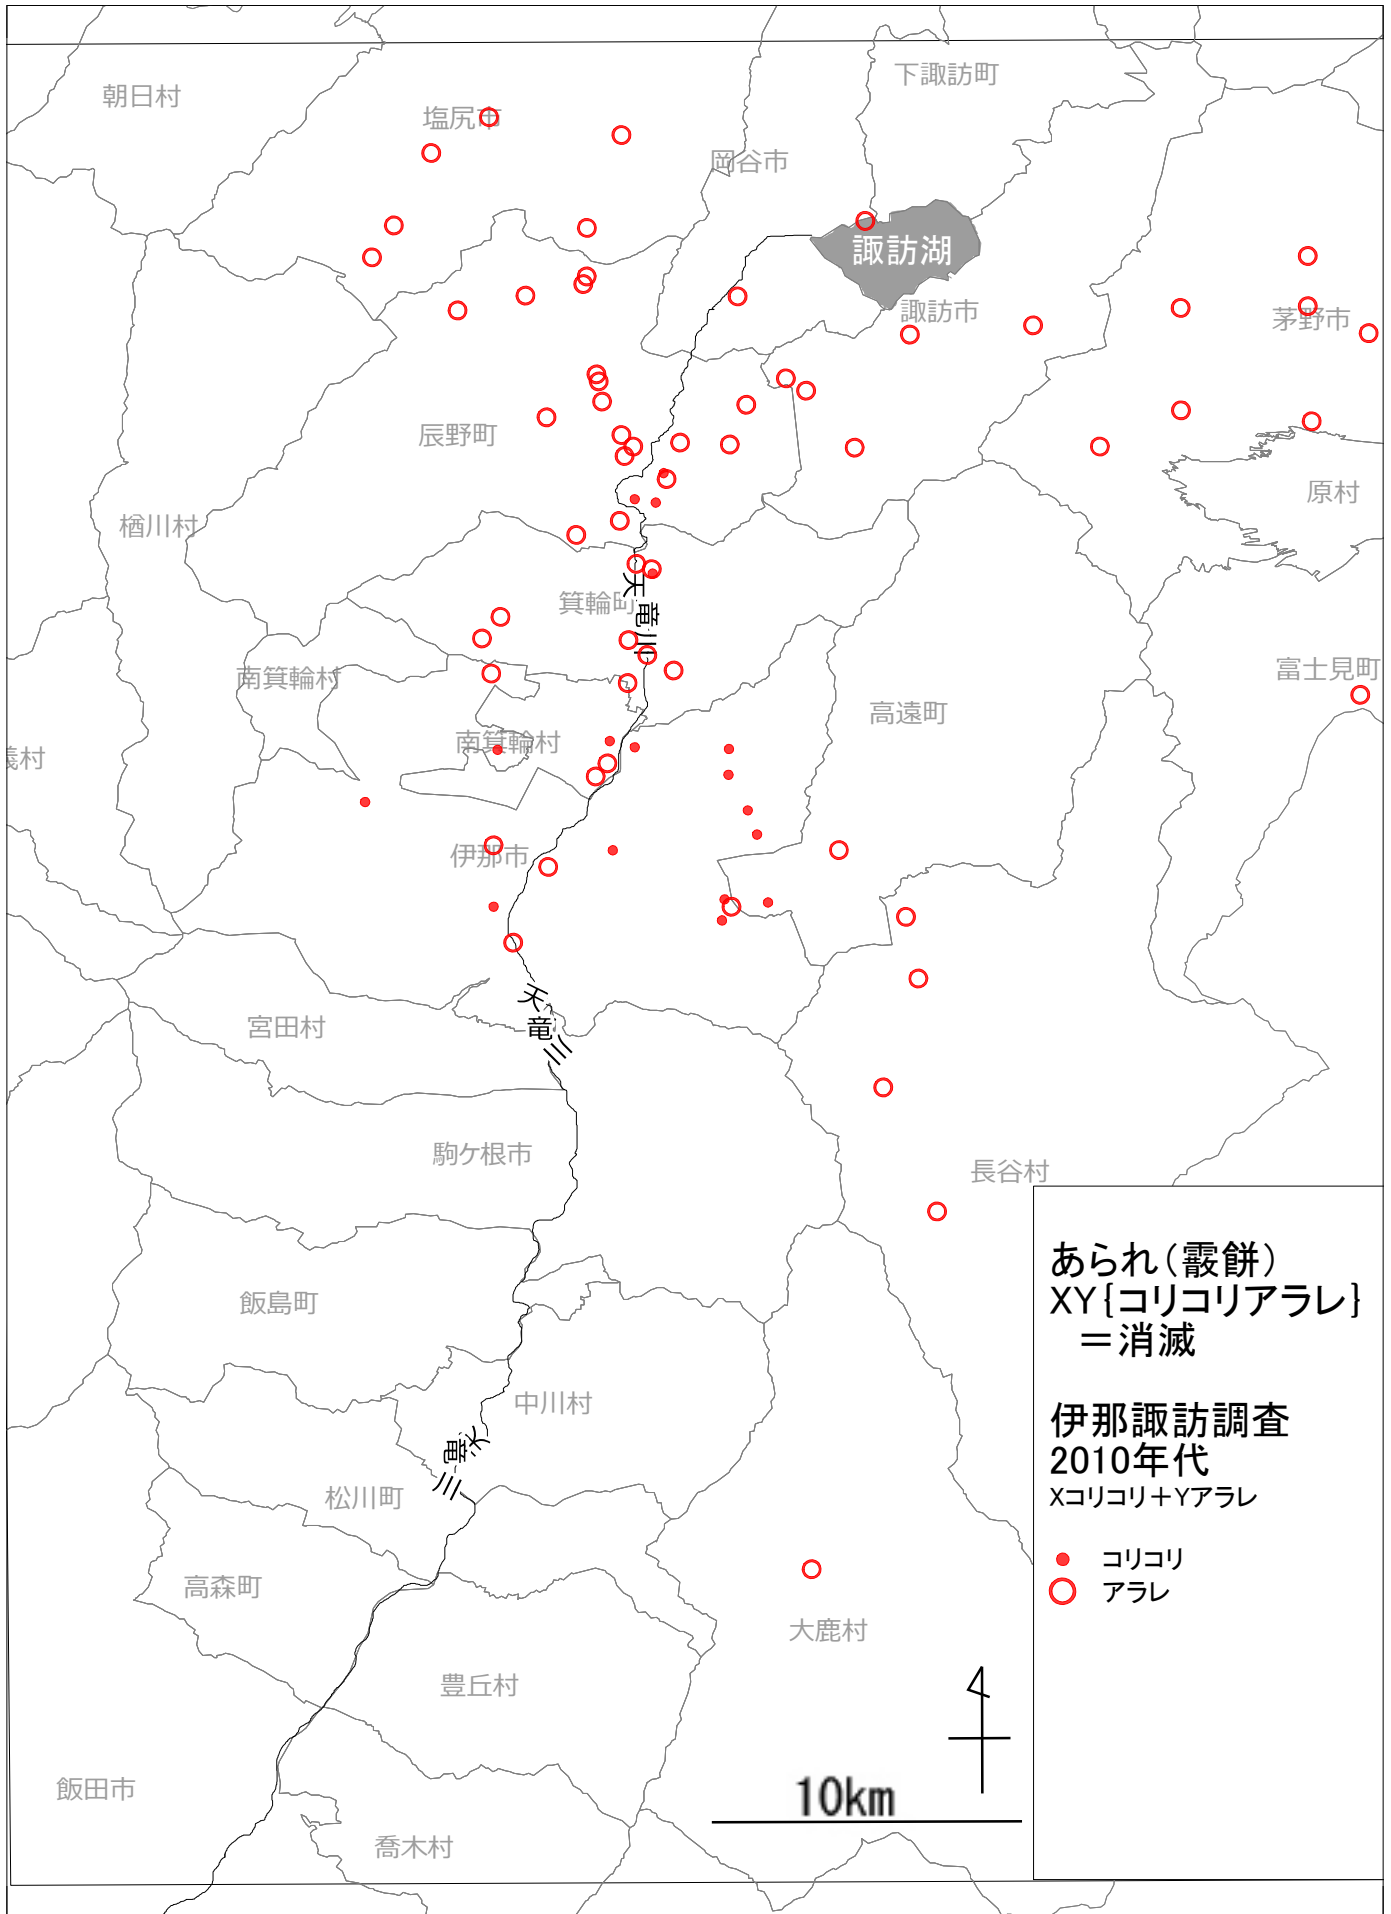 下諏訪町
朝日村
塩尻市
岡谷市
諏訪湖
諏訪市
茅野市
辰野町
原村
楢川村
箕輪町
天竜川
南箕輪村
富士見町
高遠町
南箕輪村
義村
伊那市
天竜川
宮田村
駒ケ根市
長谷村
飯島町
中川村
天竜川
松川町
高森町
大鹿村
豊丘村
飯田市
喬木村
10km
あられ（霰餅）
XY{コリコリアラレ}
＝消滅
伊那諏訪調査
2010年代
Xコリコリ＋Yアラレ
コリコリ
アラレ